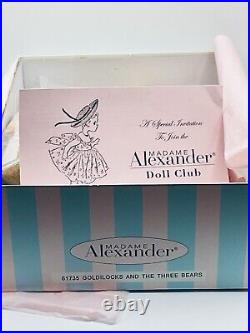 A Special Invitation
To Join the
MADAME
Alexander®
Doll Club
MADAME
Alexander®
61735 GOLDILOCKS AND THE THREE BEARS